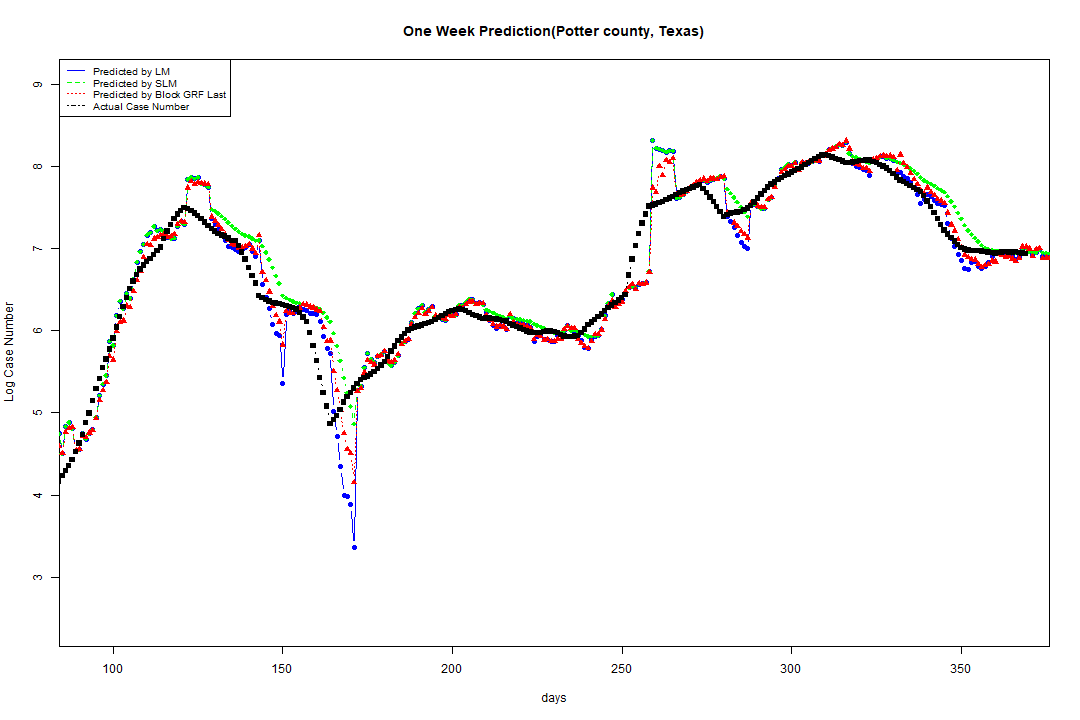 One Week Prediction(Potter county, Texas)
Predicted by LM
Predicted by SLM
Predicted by Block GRF Last
Actual Case Number
9
8
7
6
5
4
3
Log Case Number
100 150 200 250 300 350
days